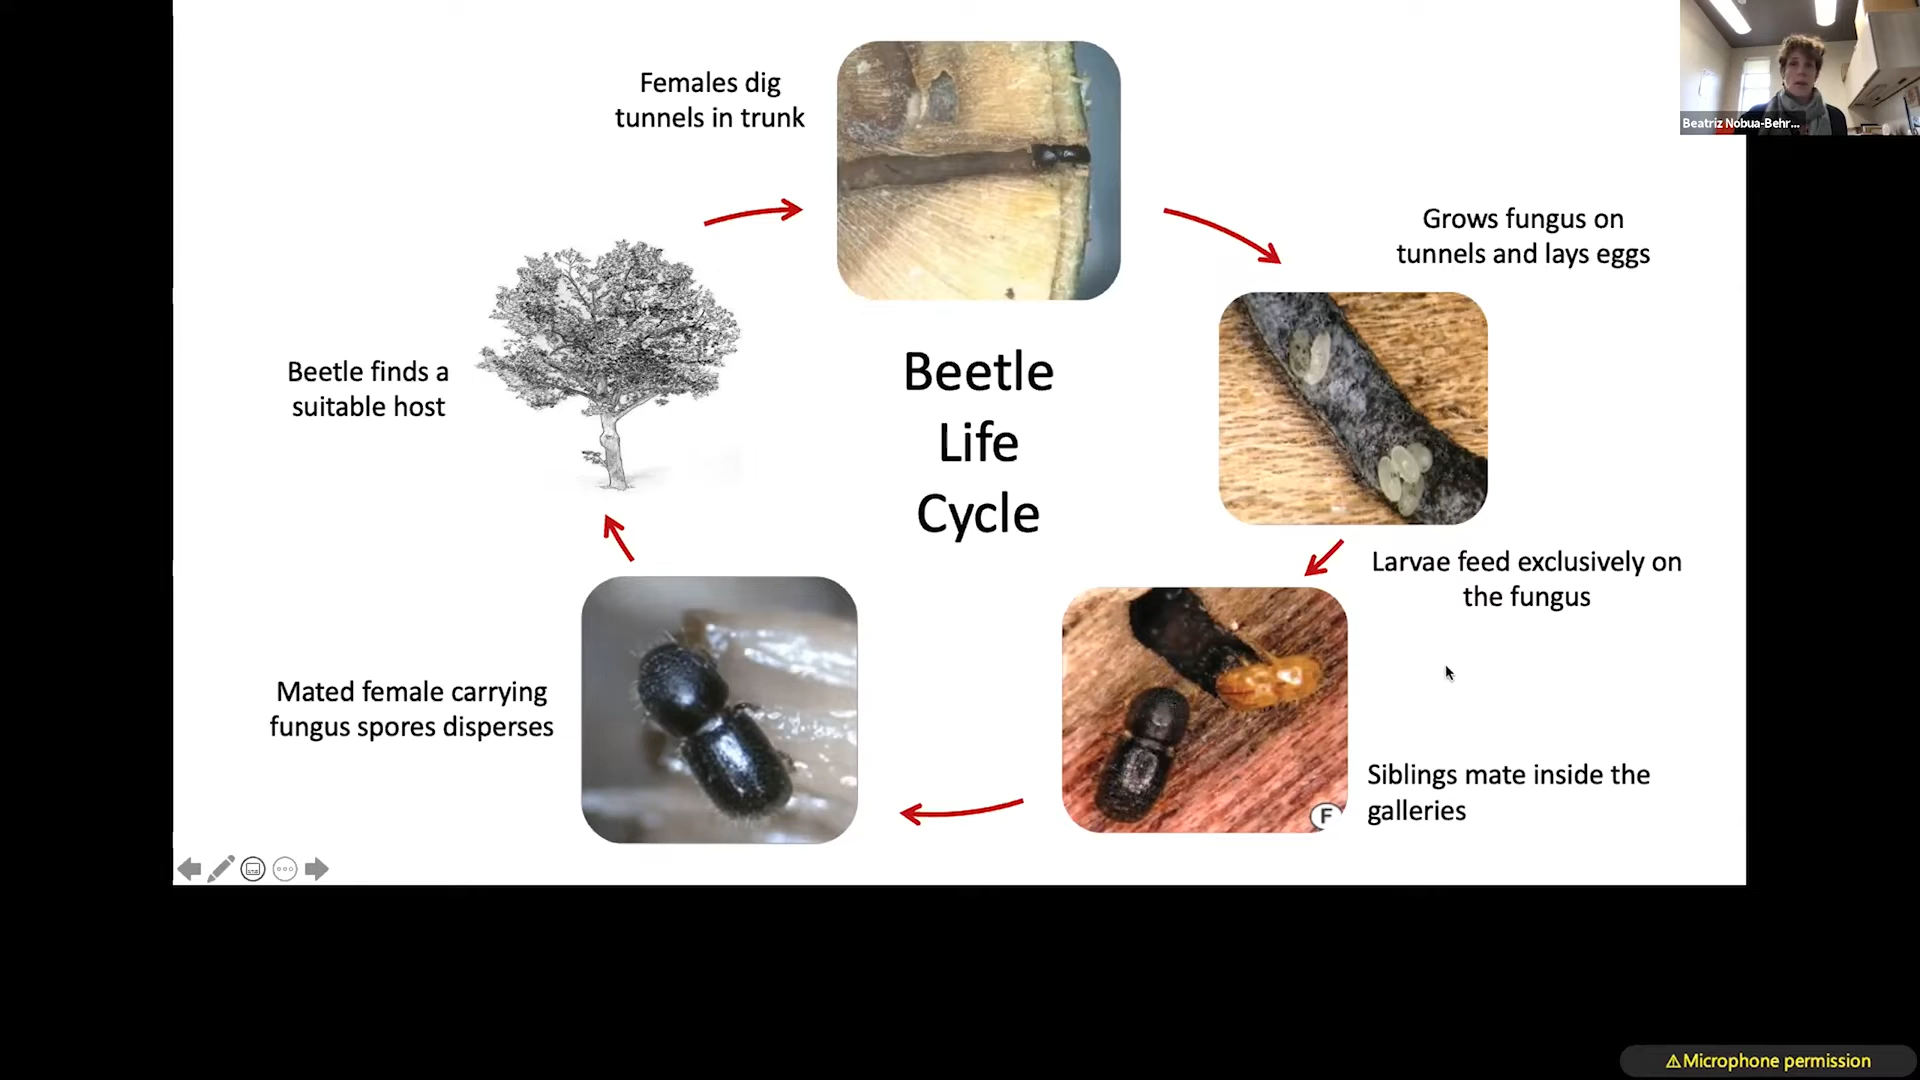 Females dig
tunnels in trunk
Beatriz Nobua-Behr...
Grows fungus on
tunnels and lays eggs
Beetle finds a
suitable host
Beetle
Life
Cycle
Larvae feed exclusively on
the fungus
Mated female carrying
fungus spores disperses
Siblings mate inside the
galleries
F
⚠Microphone permission